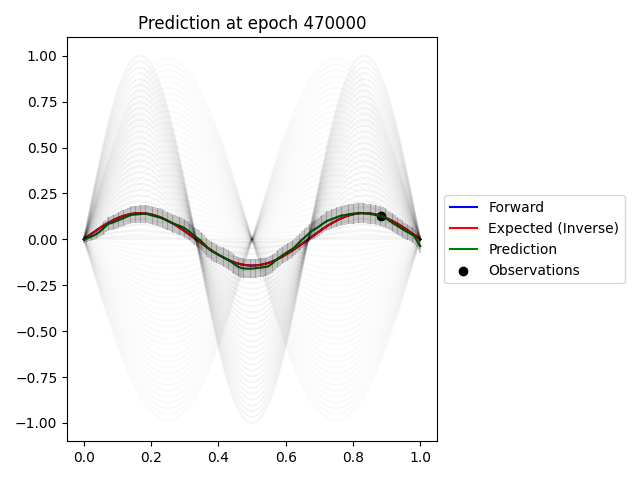 Prediction at epoch 470000
1.00
0.75
0.50
0.25
0.00
−0.25
−0.50
−0.75
−1.00
0.0 0.2 0.4 0.6 0.8 1.0
Forward
Expected (Inverse)
Prediction
Observations